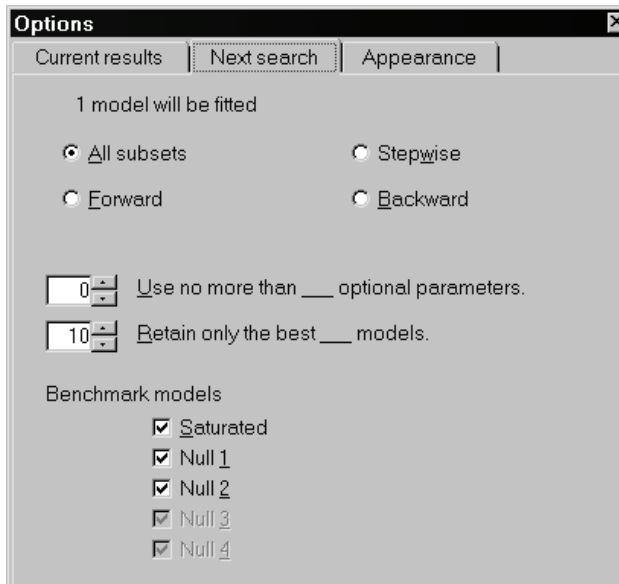 Options
Current results Next search Appearance
1 model will be fitted
All subsets Stepwise
Forward Backward
0 Use no more than ___ optional parameters.
10 Retain only the best ___ models.
Benchmark models
Saturated
Null 1
Null 2
Null 3
Null 4